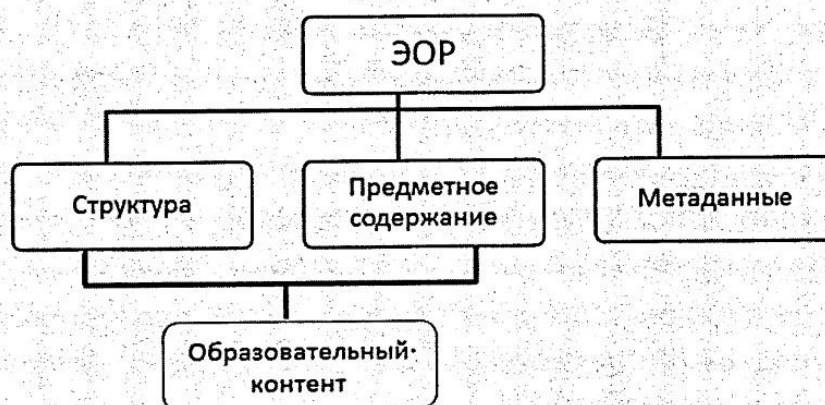 ЭОР
Структура
Предметное
содержание
Метаданные
Образовательный·
контент